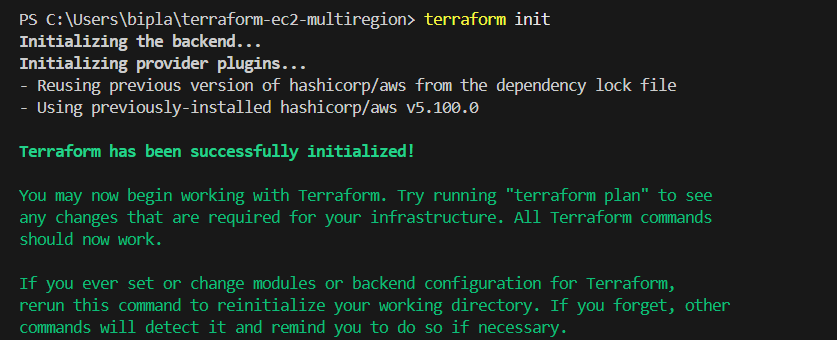 PS C:\Users\bipla\terraform-ec2-multiregion> terraform init
Initializing the backend...
Initializing provider plugins...
- Reusing previous version of hashicorp/aws from the dependency lock file
- Using previously-installed hashicorp/aws v5.100.0
Terraform has been successfully initialized!
You may now begin working with Terraform. Try running "terraform plan" to see
any changes that are required for your infrastructure. All Terraform commands
should now work.
If you ever set or change modules or backend configuration for Terraform,
rerun this command to reinitialize your working directory. If you forget, other
commands will detect it and remind you to do so if necessary.